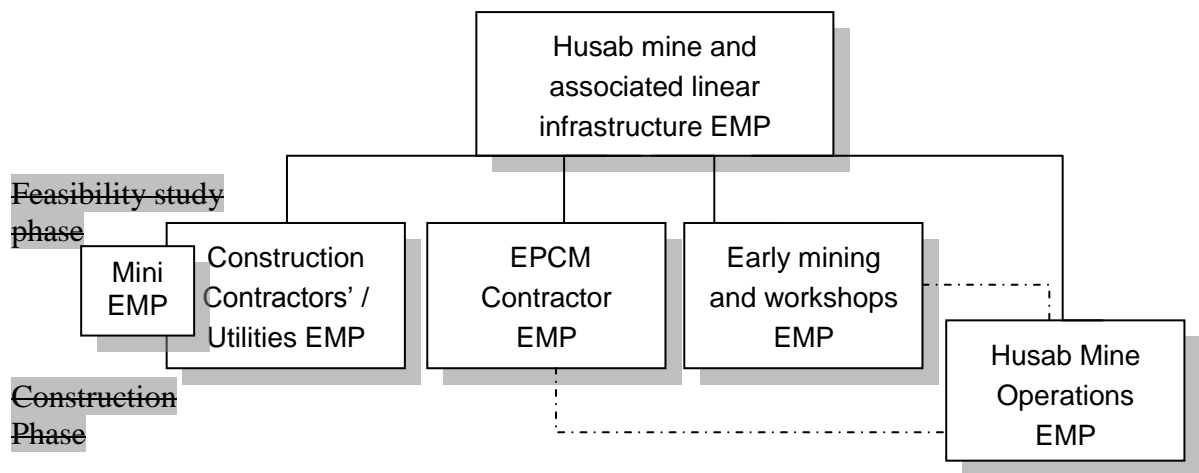 Husab mine and
associated linear
infrastructure EMP
Feasibility study
phase
Mini
EMP
Construction
Contractors’ /
Utilities EMP
EPCM
Contractor
EMP
Early mining
and workshops
EMP
Husab Mine
Operations
EMP
Construction
Phase